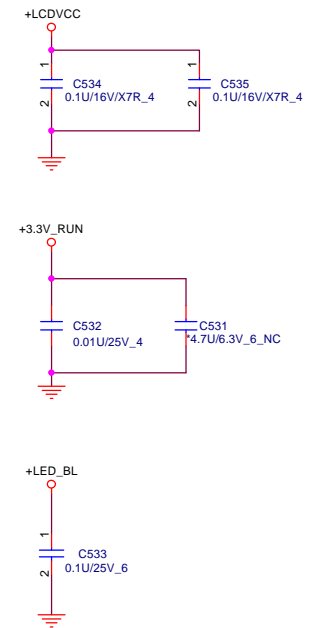 +LCDVCC
1
1
C534
C535
0.1U/16V/X7R_4
0.1U/16V/X7R_4
2
2
+3.3V_RUN
C532
C531
0.01U/25V_4
*4.7U/6.3V_6_NC
+LED_BL
1
C533
0.1U/25V_6
2